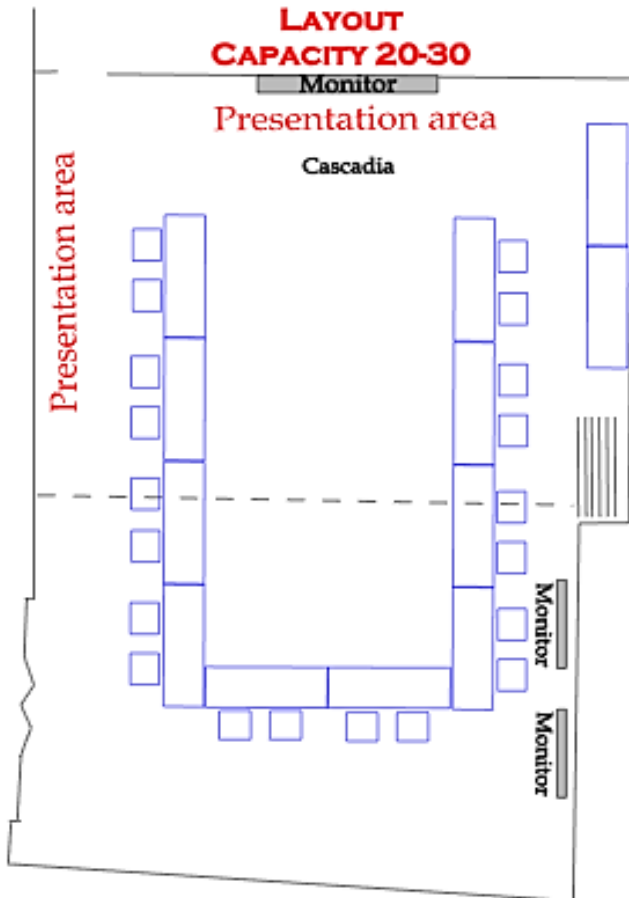 LAYOUT
CAPACITY 20-30
Monitor
Presentation area
Cascadia
Presentation area
Monitor
Monitor